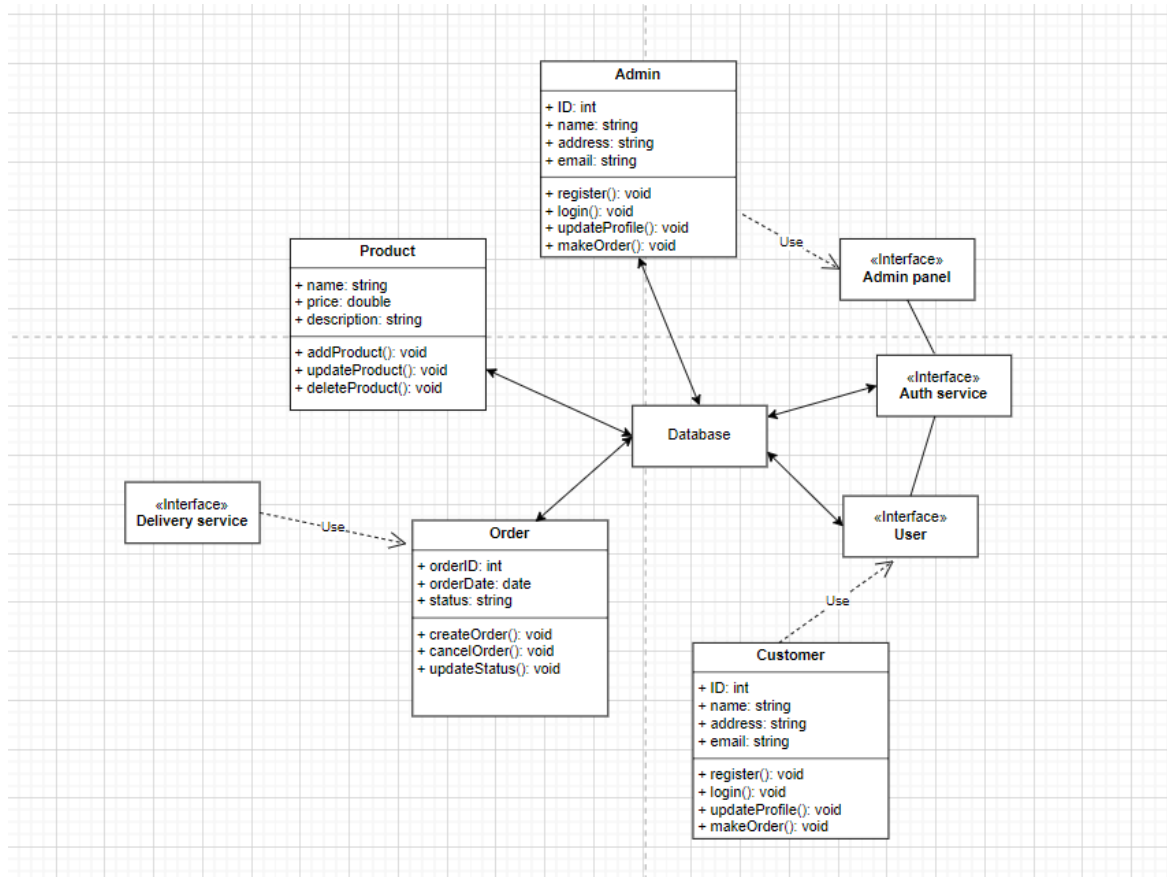 Admin
+ ID: int
+ name: string
+ address: string
+ email: string
+ register(): void
+ login(): void
+ updateProfile(): void
+ makeOrder(): void
Use
«Interface»
Admin panel
Product
+ name: string
+ price: double
+ description: string
+ addProduct(): void
+ updateProduct(): void
+ deleteProduct(): void
«Interface»
Auth service
Database
«Interface»
Delivery service
Use
Order
+ orderID: int
+ orderDate: date
+ status: string
+ createOrder(): void
+ cancelOrder(): void
+ updateStatus(): void
«Interface»
User
Use
Customer
+ ID: int
+ name: string
+ address: string
+ email: string
+ register(): void
+ login(): void
+ updateProfile(): void
+ makeOrder(): void